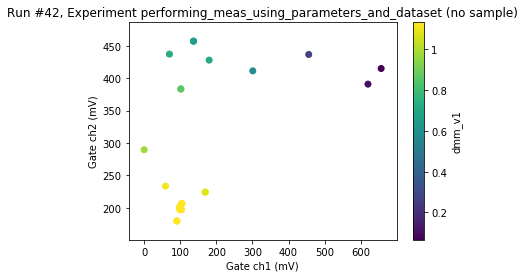 Run #42, Experiment performing_meas_using_parameters_and_dataset (no sample)
450
400
350
300
250
200
Gate ch2 (mV)
0 100 200 300 400 500 600
Gate ch1 (mV)
1
0.8
0.6
0.4
0.2
dmm_v1